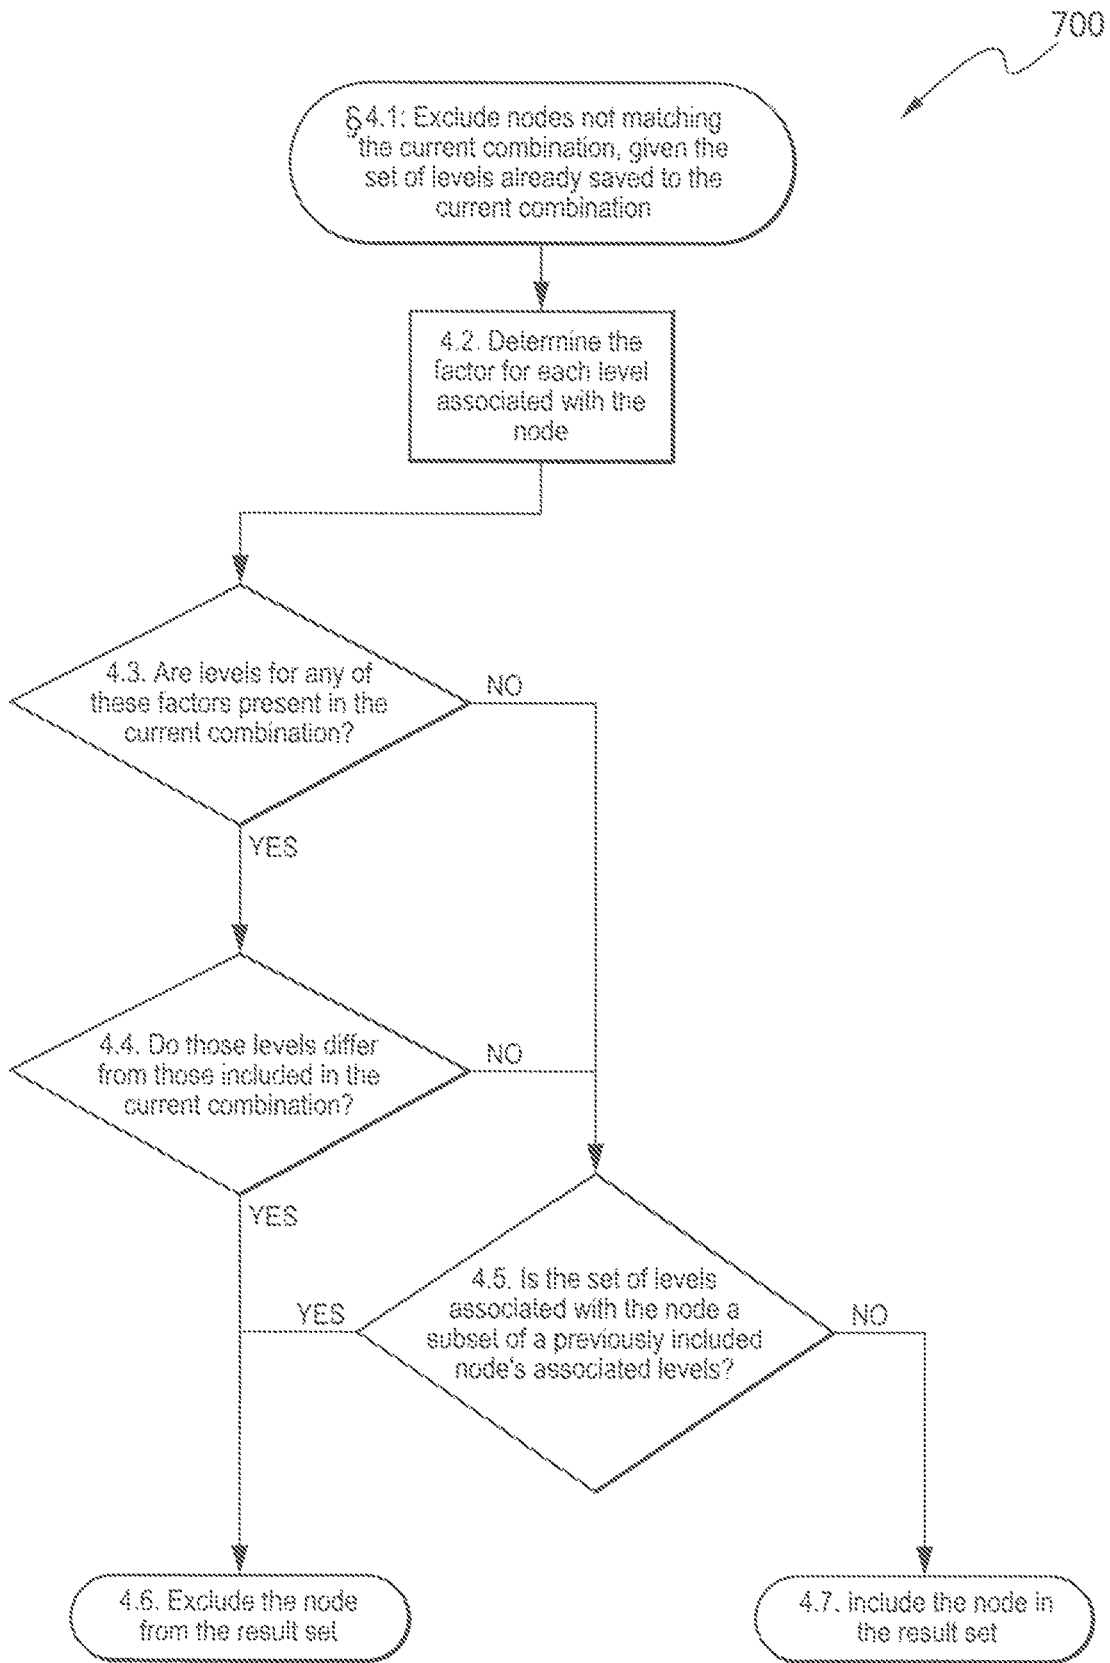 700
§4.1: Exclude nodes not matching
the current combination, given the
set of levels already saved to the
current combination
4.2. Determine the
factor for each level
associated with the
node
4.3. Are levels for any of
these factors present in the
current combination?
NO
YES
4.4. Do those levels differ
from those included in the
current combination?
NO
YES
4.5. Is the set of levels
associated with the node a
subset of a previously included
node's associated levels?
YES
NO
4.6. Exclude the node
from the result set
4.7. Include the node in
the result set